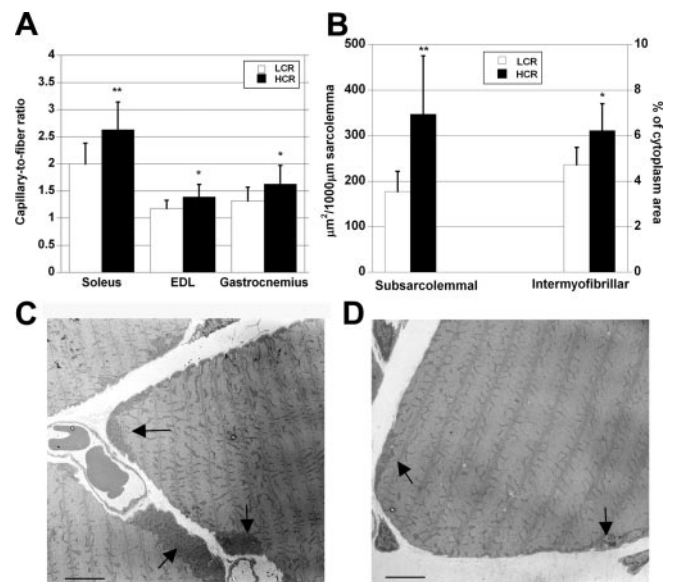 A
Capillary-to-fiber ratio
4
3.5
3
2.5
2
1.5
1
0.5
0
LCR
HCR
**
*
*
Soleus EDL Gastrocnemius
B
μm²/1000μm sarcolemma
500
400
300
200
100
0
LCR
HCR
**
*
10
8
6
4
2
0
% of cytoplasm area
Subsarcolemmal Intermyofibrillar
C
D